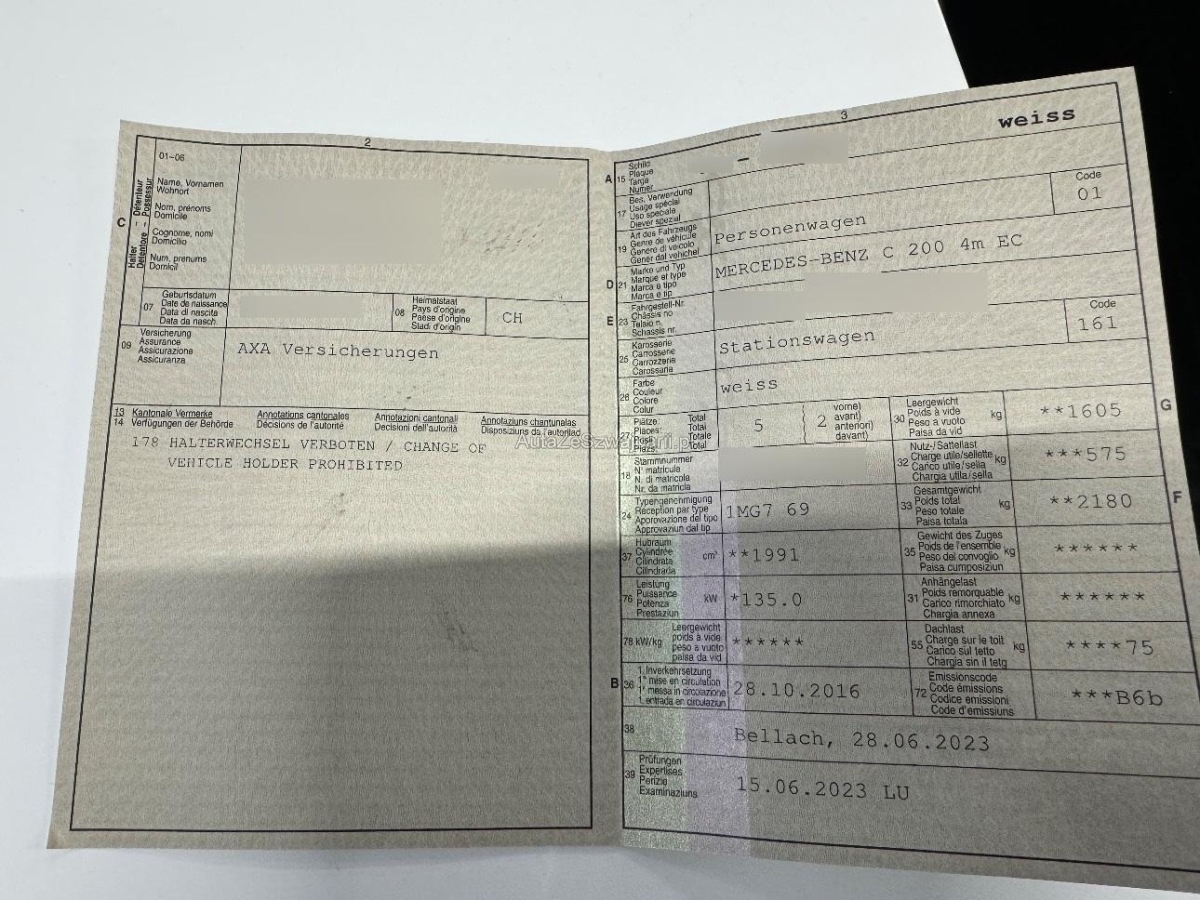 2
01–06
C
Halter – Détenteur
Detentore – Possessur
Name, Vornamen
Wohnort
Nom, prénoms
Domicile
Cognome, nomi
Domicilio
Num, prenums
Domicil
07
Geburtsdatum
Date de naissance
Data di nascita
Data da nasch.
08
Heimatstaat
Pays d'origine
Paese d'origine
Stadi d'origin
CH
09
Versicherung
Assurance
Assicurazione
Assicuranza
AXA Versicherungen
13
14
Kantonale Vermerke
Verfügungen der Behörde
Annotations cantonales
Décisions de l'autorité
Annotazioni cantonali
Decisioni dell'autorità
Annotaziuns chantunalas
Disposiziuns da l'autoritad
178 HALTERWECHSEL VERBOTEN / CHANGE OF
VEHICLE HOLDER PROHIBITED
3
weiss
A 15
Schild
Plaque
Targa
Numer
–
17
Bes. Verwendung
Usage spécial
Uso speciale
Diever spezial
Code
01
19
Art des Fahrzeugs
Genre de véhicule
Genere di veicolo
Gener dal vehichel
Personenwagen
D 21
Marke und Typ
Marque et type
Marca e tipo
Marca e tip
MERCEDES-BENZ C 200 4m EC
E 23
Fahrgestell-Nr.
Châssis no
Telaio n.
Schassis nr.
25
Karosserie
Carrosserie
Carrozzeria
Carossaria
Stationswagen
Code
161
26
Farbe
Couleur
Colore
Colur
weiss
27
Plätze:
Places:
Posti:
Plazs:
Total
Total
Totale
Total
5
2
vorne)
avant)
anteriori)
davant)
30
Leergewicht
Poids à vide
Peso a vuoto
Paisa da vid
kg
**1605
G
18
Stammnummer
N° matricule
N. di matricola
Nr. da matricla
32
Nutz-/Sattellast
Charge utile/sellette
Carico utile/sella
Chargia utila/sella
kg
***575
24
Typengenehmigung
Réception par type
Approvazione del tipo
Approvaziun dal tip
1MG7 69
33
Gesamtgewicht
Poids total
Peso totale
Paisa totala
kg
**2180
F
37
Hubraum
Cylindrée
Cilindrata
Cilindrada
cm³
**1991
35
Gewicht des Zuges
Poids de l'ensemble
Peso del convoglio
Paisa cumposiziun
kg
******
76
Leistung
Puissance
Potenza
Prestaziun
kW
*135.0
31
Anhängelast
Poids remorquable
Carico rimorchiato
Chargia annexa
kg
******
78 kW/kg
Leergewicht
poids à vide
peso a vuoto
paisa da vid
******
55
Dachlast
Charge sur le toit
Carico sul tetto
Chargia sin il tetg
kg
****75
B 36
1. Inverkehrsetzung
1re mise en circulation
1a messa in circolazione
1. entrada en circulaziun
28.10.2016
72
Emissionscode
Code émissions
Codice emissioni
Code d'emissiuns
***B6b
38
Bellach, 28.06.2023
39
Prüfungen
Expertises
Perizie
Examinaziuns
15.06.2023 LU